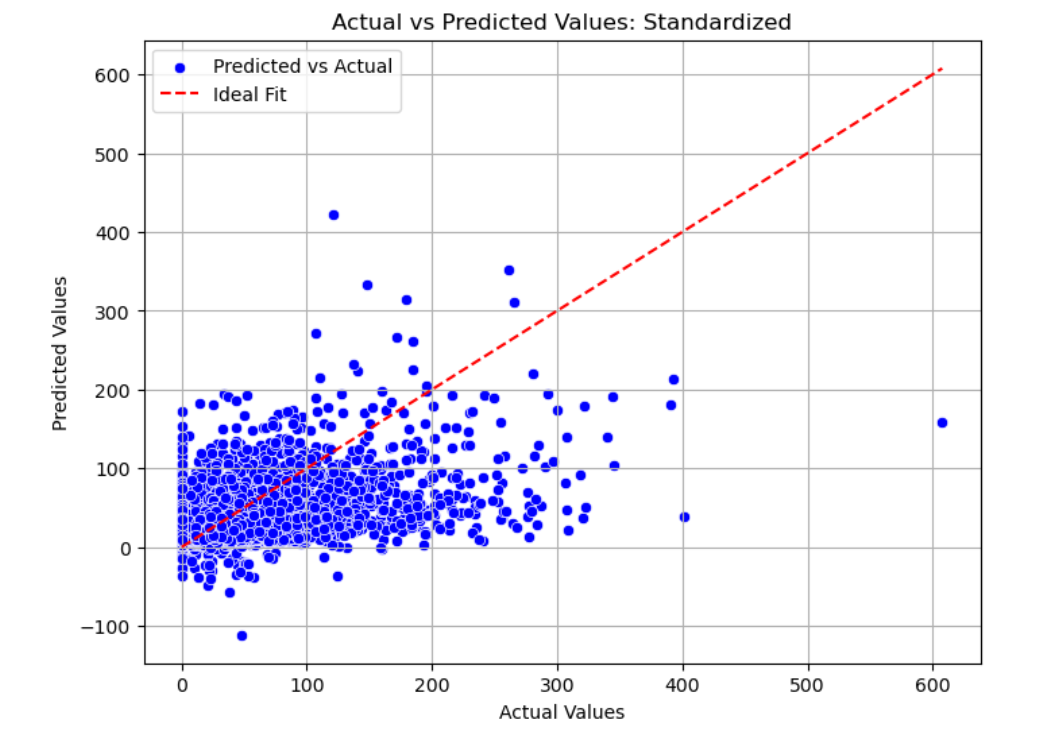 Actual vs Predicted Values: Standardized
Predicted vs Actual
Ideal Fit
600
500
400
300
200
100
0
−100
Predicted Values
0 100 200 300 400 500 600
Actual Values